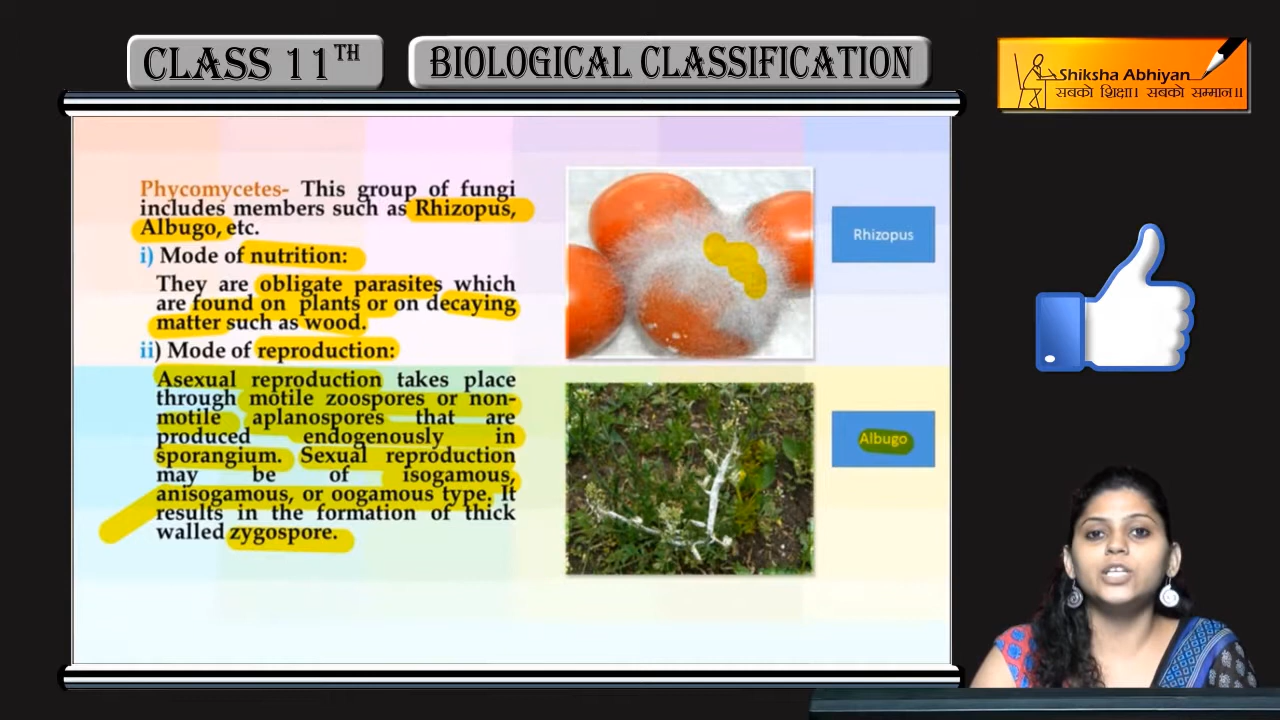 CLASS 11TH
BIOLOGICAL CLASSIFICATION
Shiksha Abhiyan
सबको शिक्षा। सबको सम्मान।।
Phycomycetes- This group of fungi
includes members such as Rhizopus,
Albugo, etc.
i) Mode of nutrition:
They are obligate parasites which
are found on plants or on decaying
matter such as wood.
ii) Mode of reproduction:
Asexual reproduction takes place
through motile zoospores or non-
motile aplanospores that are
produced endogenously in
sporangium. Sexual reproduction
may be of isogamous,
anisogamous, or oogamous type. It
results in the formation of thick
walled zygospore.
Rhizopus
Albugo